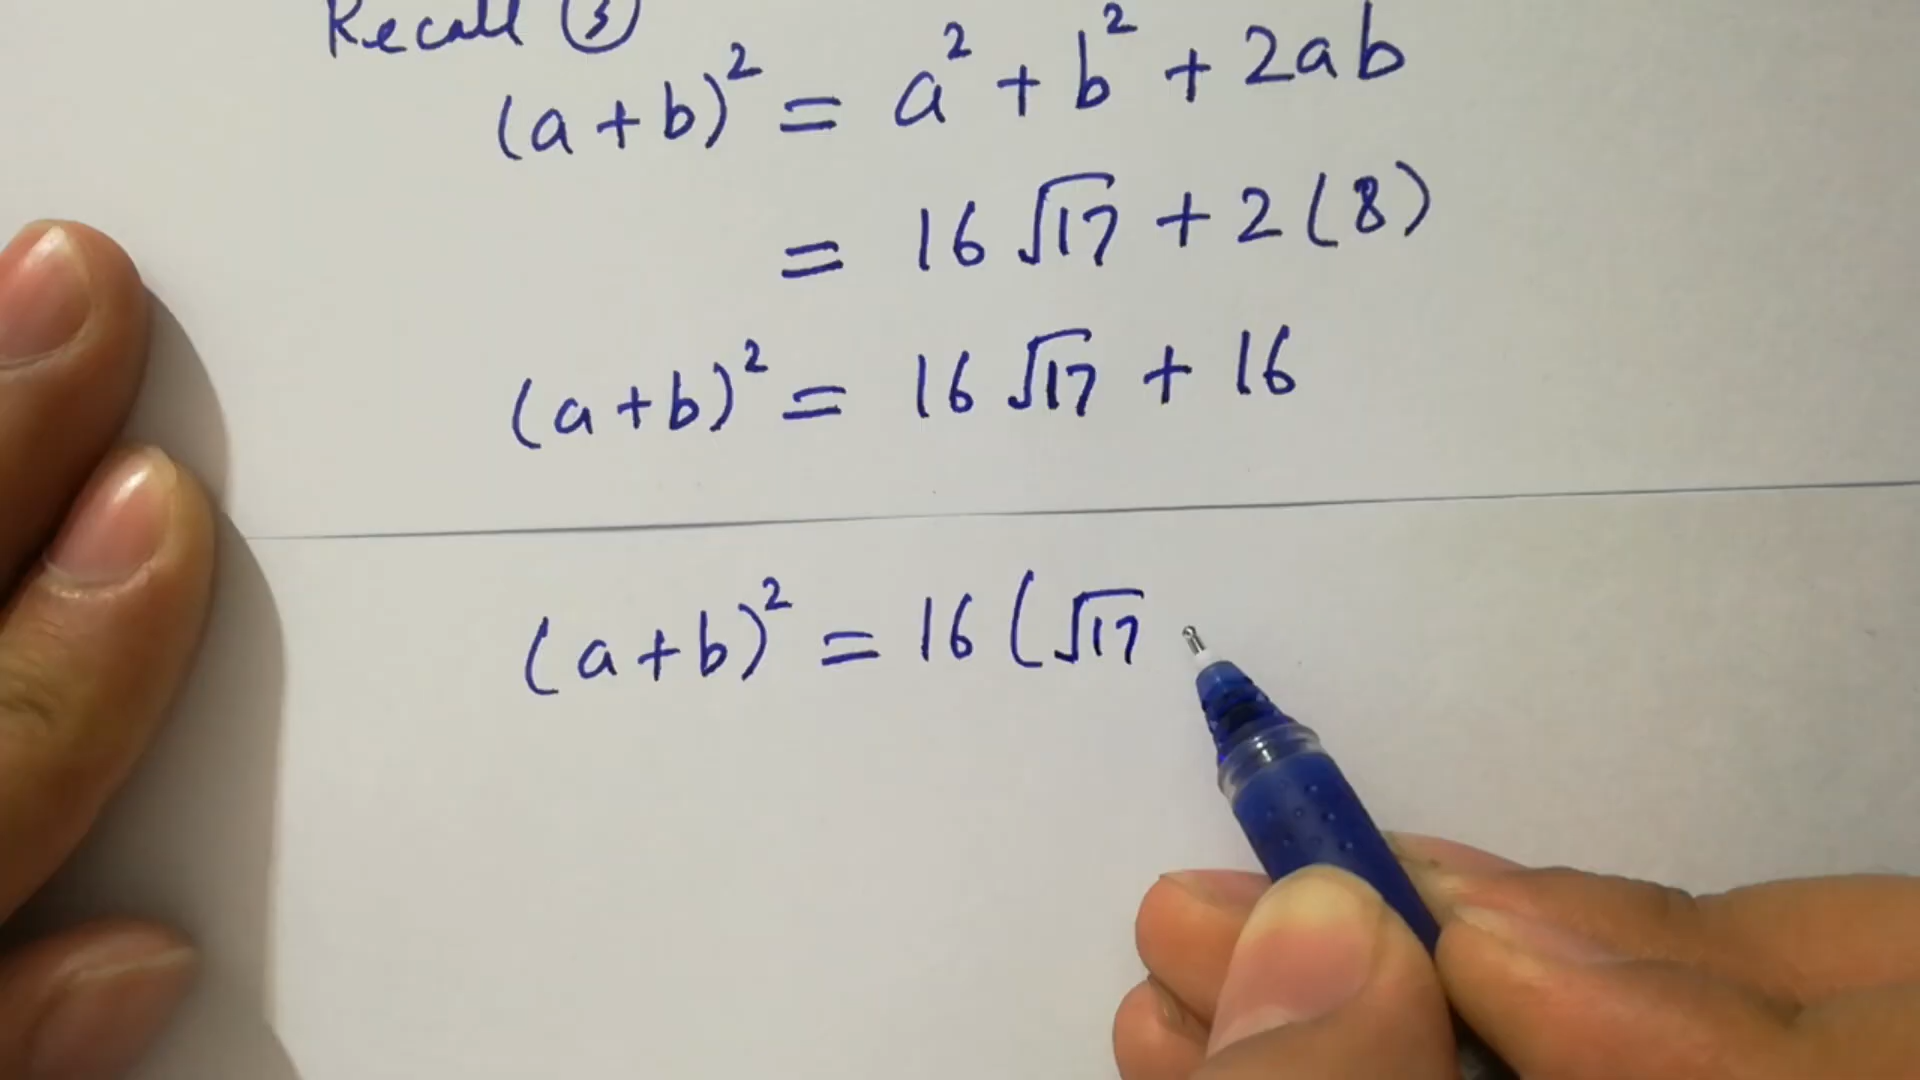 Recall ③
(a+b)² = a² + b² + 2ab
= 16 √17 + 2(8)
(a+b)² = 16 √17 + 16
(a+b)² = 16 (√17